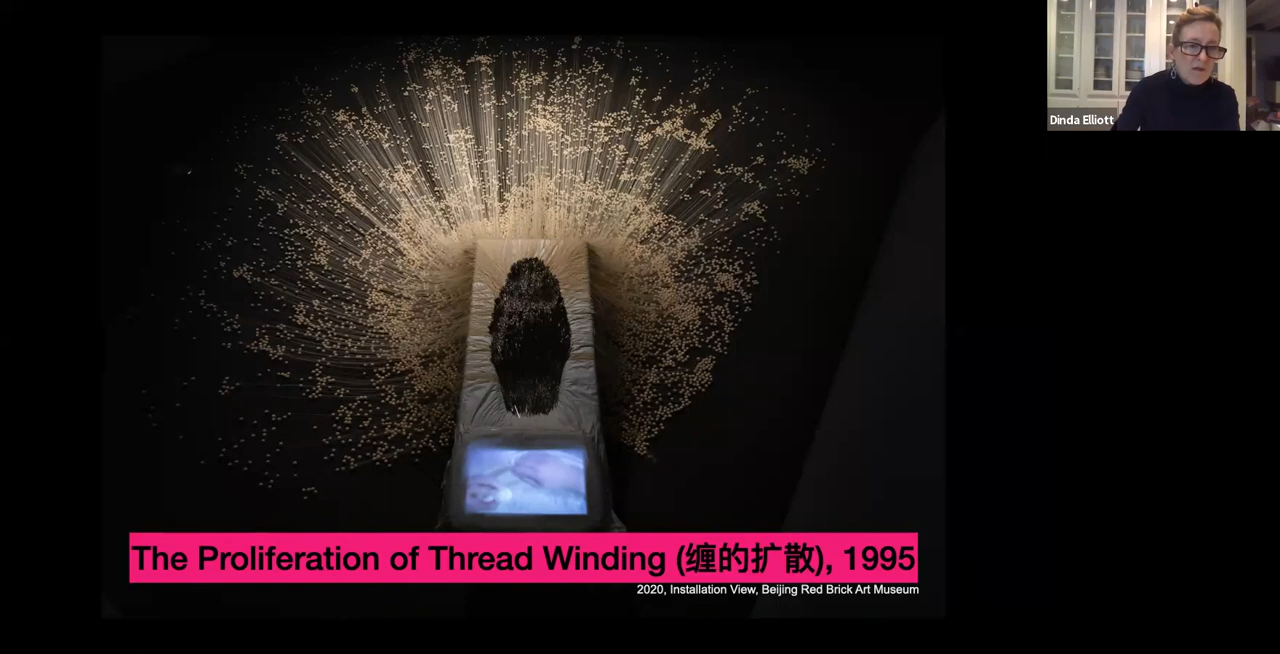 Dinda Elliott
The Proliferation of Thread Winding (缠的扩散), 1995
2020, Installation View, Beijing Red Brick Art Museum